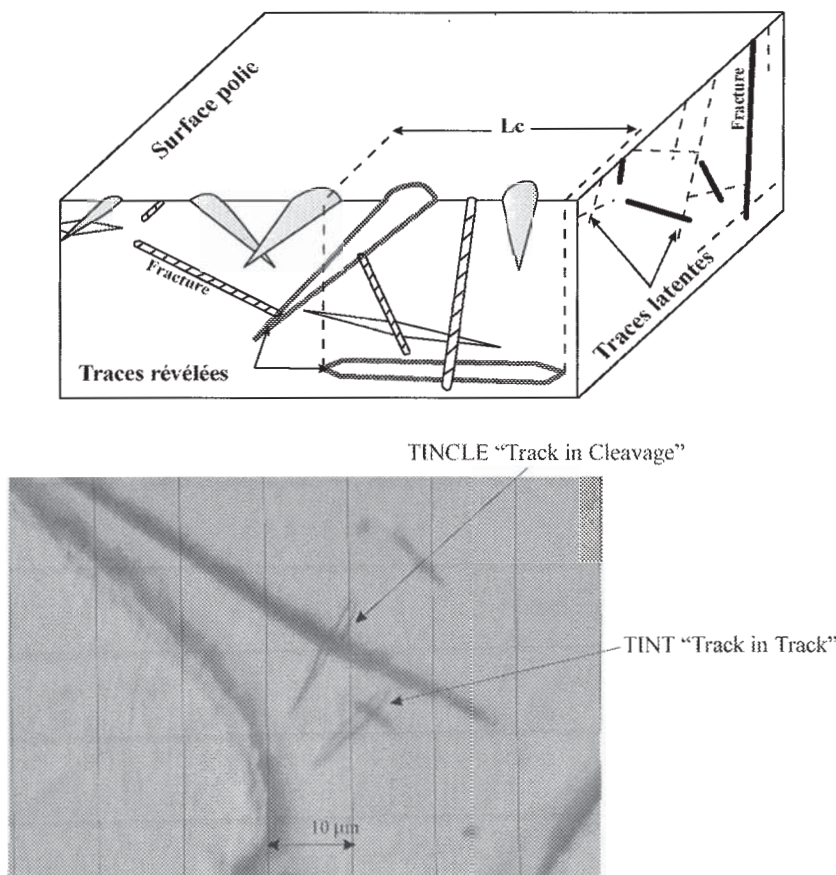 Surface polie
Lc
Fracture
Fracture
Traces latentes
Traces révélées
TINCLE “Track in Cleavage”
TINT “Track in Track”
10 µm